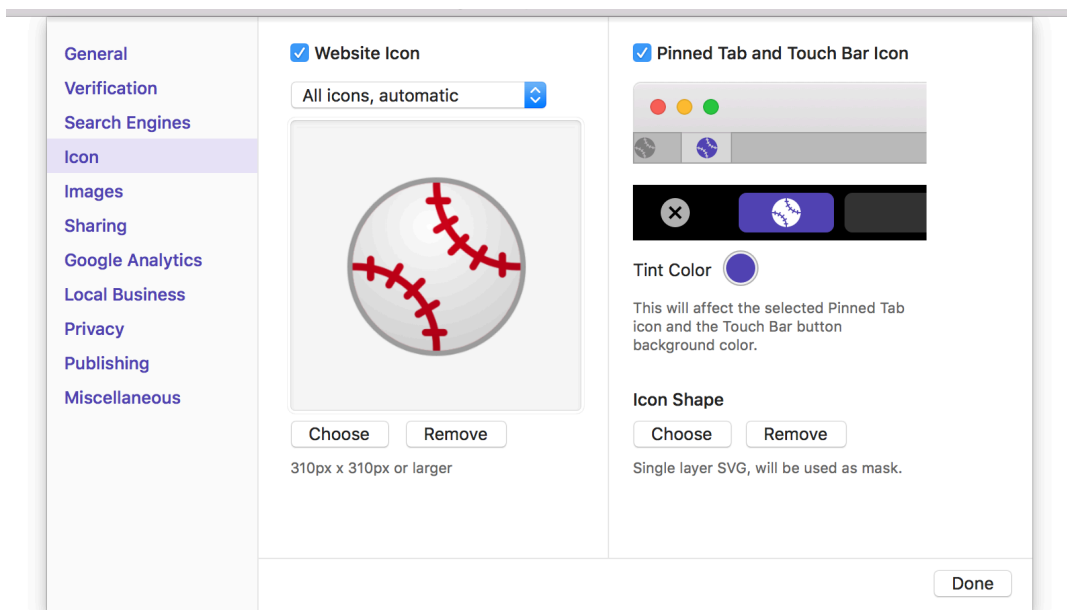 General
Verification
Search Engines
Icon
Images
Sharing
Google Analytics
Local Business
Privacy
Publishing
Miscellaneous
Website Icon
All icons, automatic
Choose
Remove
310px x 310px or larger
Pinned Tab and Touch Bar Icon
Tint Color
This will affect the selected Pinned Tab
icon and the Touch Bar button
background color.
Icon Shape
Choose
Remove
Single layer SVG, will be used as mask.
Done